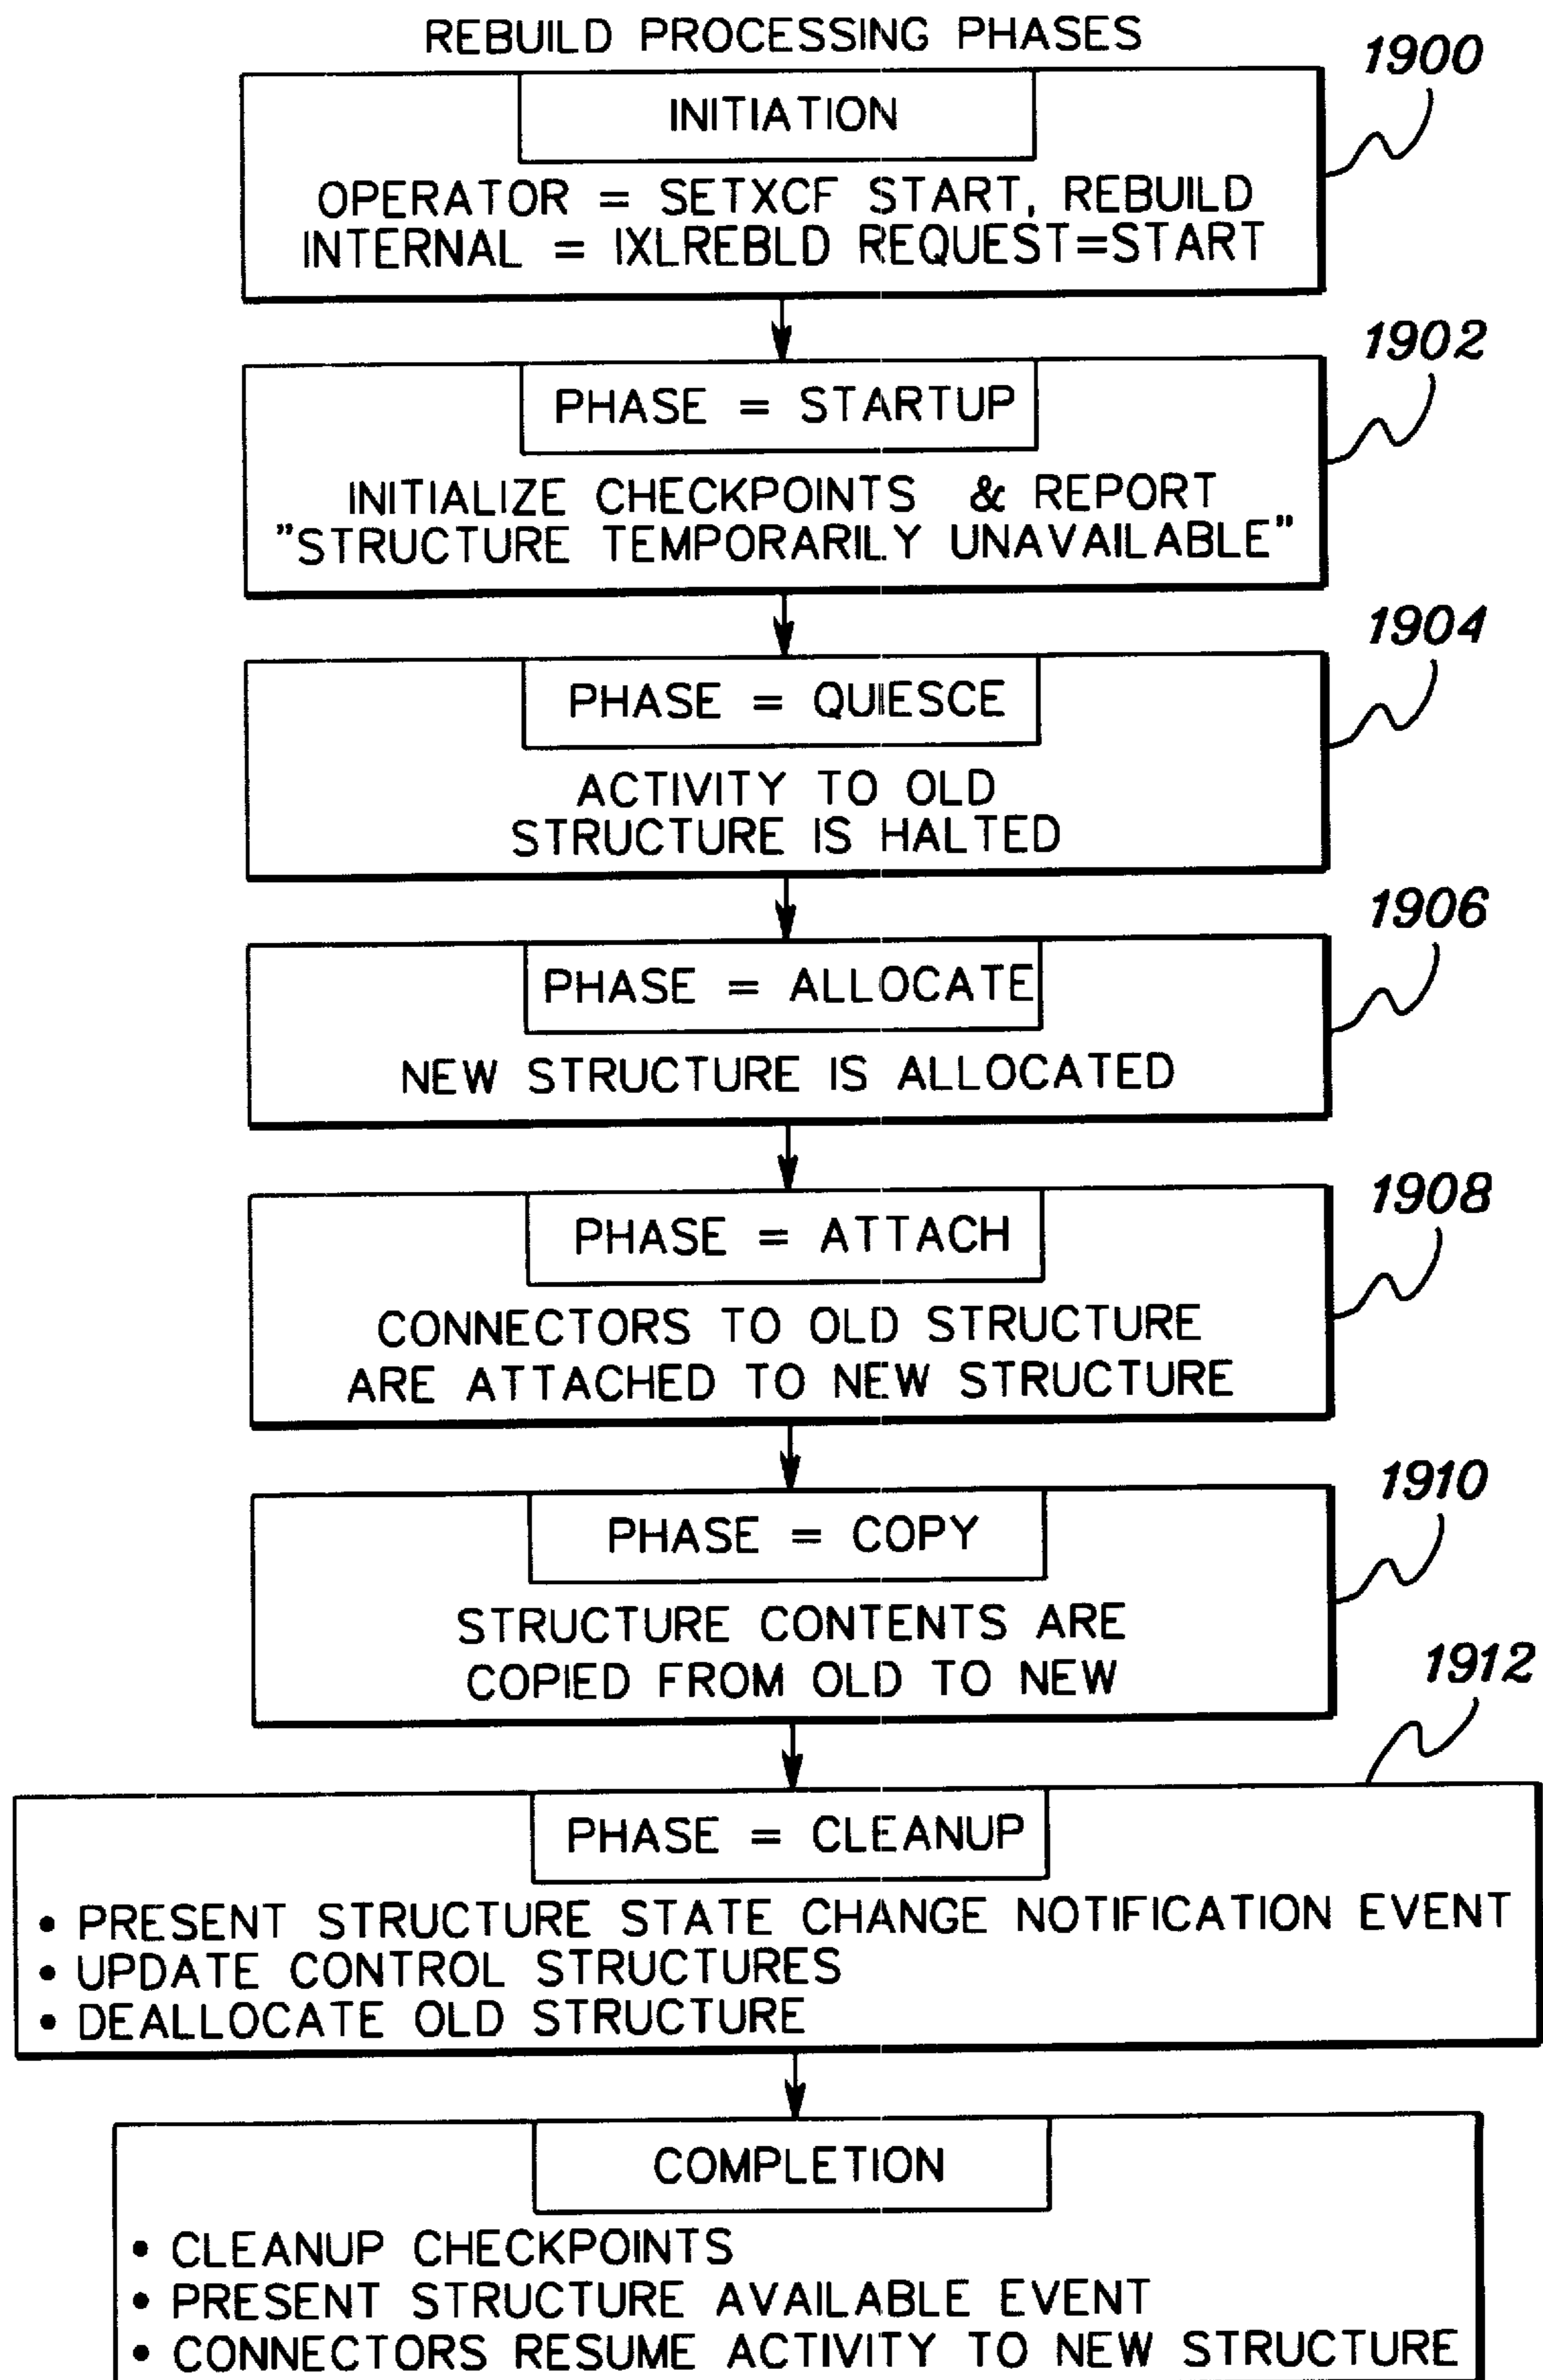 REBUILD PROCESSING PHASES
1900
INITIATION
OPERATOR = SETXCF START, REBUILD
INTERNAL = IXLREBLD REQUEST=START
1902
PHASE = STARTUP
INITIALIZE CHECKPOINTS & REPORT
"STRUCTURE TEMPORARILY UNAVAILABLE"
1904
PHASE = QUIESCE
ACTIVITY TO OLD
STRUCTURE IS HALTED
1906
PHASE = ALLOCATE
NEW STRUCTURE IS ALLOCATED
1908
PHASE = ATTACH
CONNECTORS TO OLD STRUCTURE
ARE ATTACHED TO NEW STRUCTURE
1910
PHASE = COPY
STRUCTURE CONTENTS ARE
COPIED FROM OLD TO NEW
1912
PHASE = CLEANUP
• PRESENT STRUCTURE STATE CHANGE NOTIFICATION EVENT
• UPDATE CONTROL STRUCTURES
• DEALLOCATE OLD STRUCTURE
COMPLETION
• CLEANUP CHECKPOINTS
• PRESENT STRUCTURE AVAILABLE EVENT
• CONNECTORS RESUME ACTIVITY TO NEW STRUCTURE